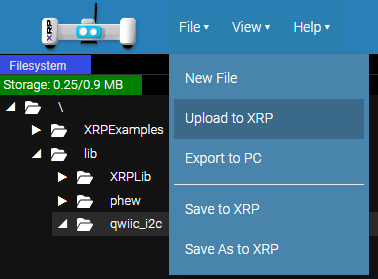 XRP
File ▾ View ▾ Help ▾
Filesystem
Storage: 0.25/0.9 MB
\
XRPExamples
lib
XRPLib
phew
qwiic_i2c
New File
Upload to XRP
Export to PC
Save to XRP
Save As to XRP